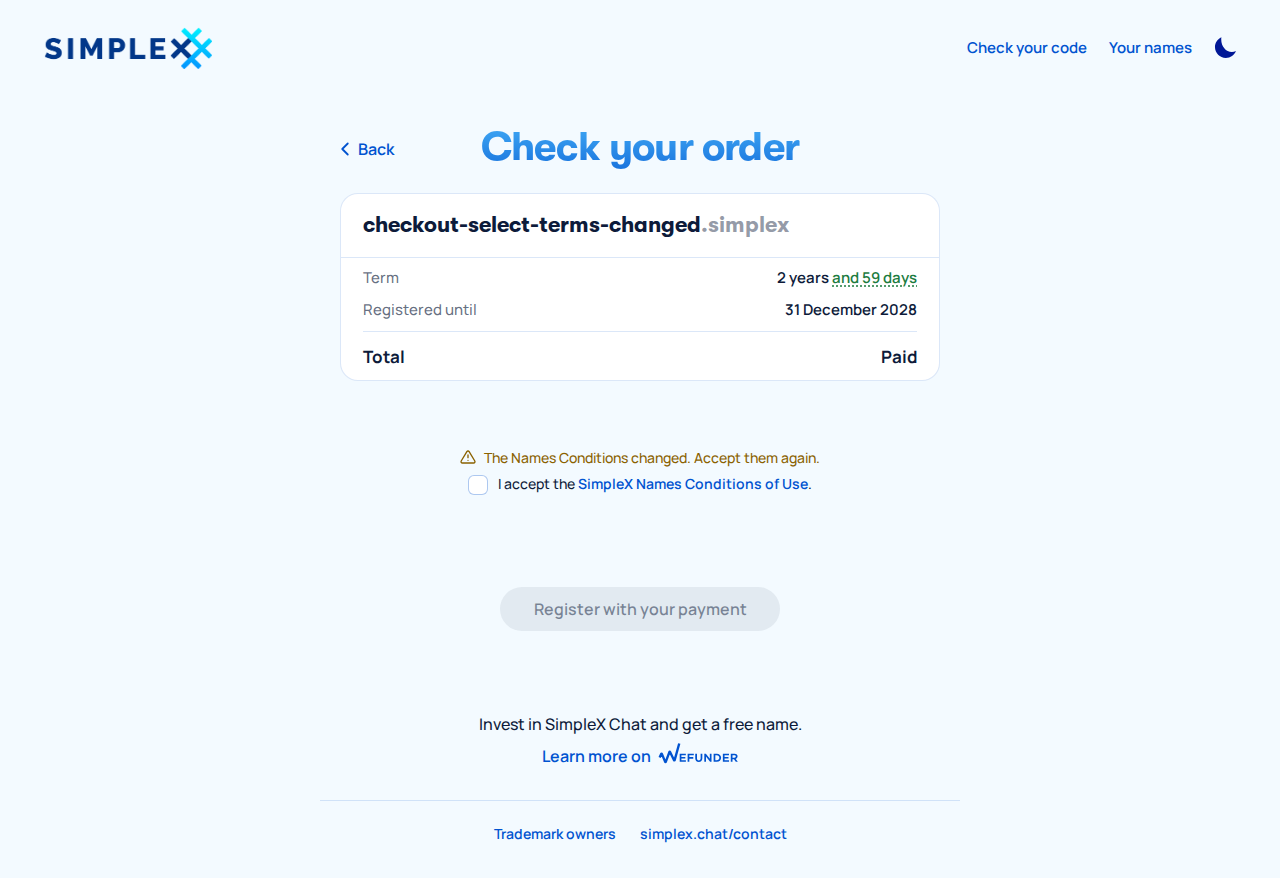 SIMPLEX
Check your code
Your names
Back
Check your order
checkout-select-terms-changed.simplex
Term
2 years and 59 days
Registered until
31 December 2028
Total
Paid
The Names Conditions changed. Accept them again.
I accept the SimpleX Names Conditions of Use.
Register with your payment
Invest in SimpleX Chat and get a free name.
Learn more on WEFUNDER
Trademark owners
simplex.chat/contact